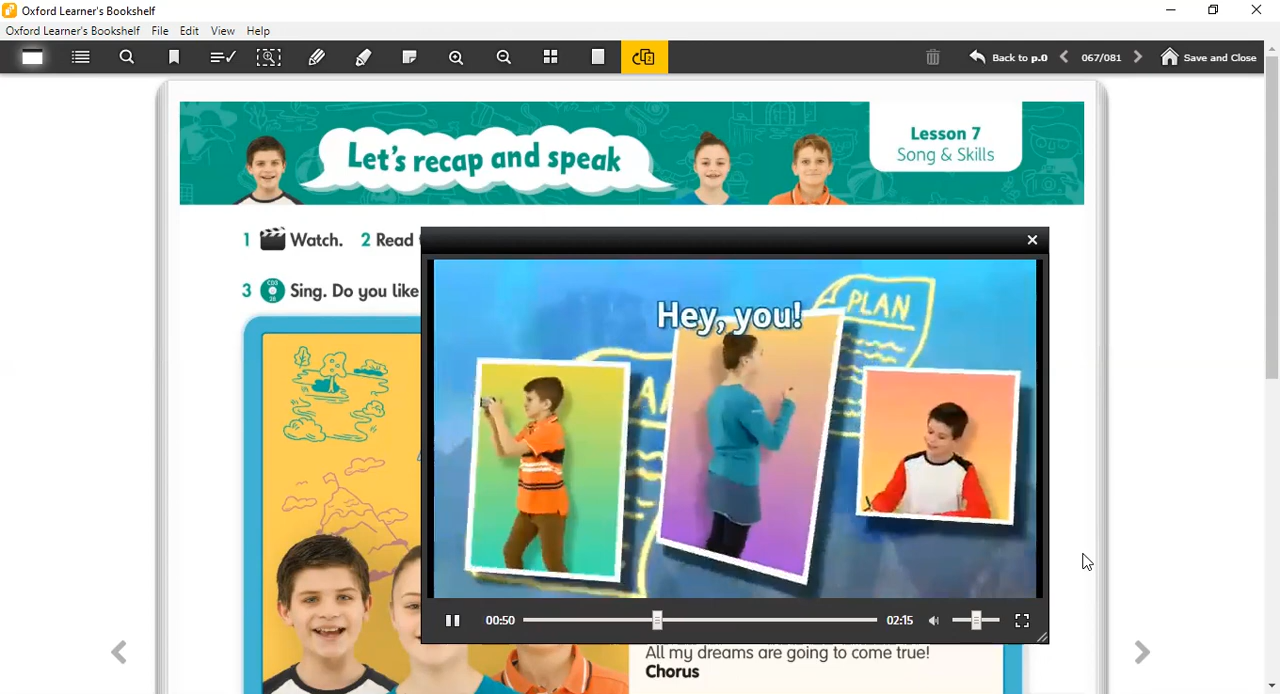 Oxford Learner's Bookshelf
Oxford Learner's Bookshelf File Edit View Help
Back to p.0 067/081 Save and Close
Let's recap and speak
Lesson 7
Song & Skills
1 Watch. 2 Read
3 CD3 Sing. Do you like
Hey, you!
PLAN
00:50 02:15
All my dreams are going to come true!
Chorus